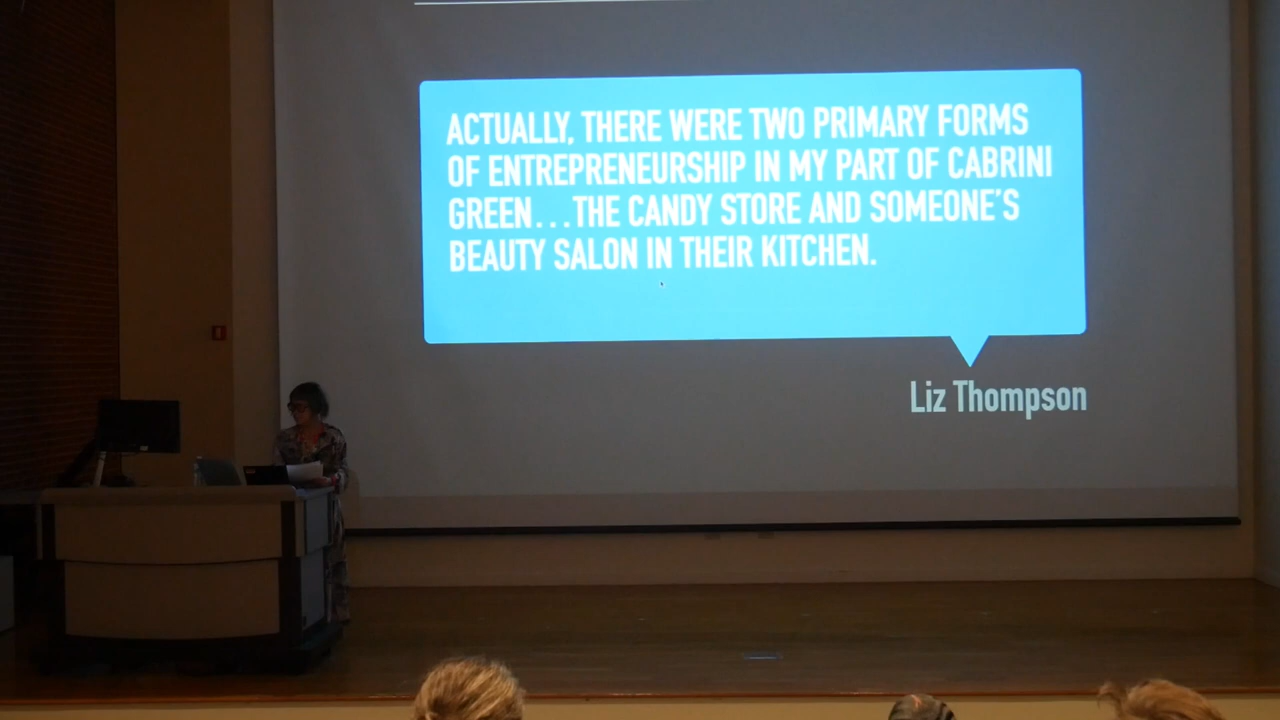 ACTUALLY, THERE WERE TWO PRIMARY FORMS
OF ENTREPRENEURSHIP IN MY PART OF CABRINI
GREEN...THE CANDY STORE AND SOMEONE'S
BEAUTY SALON IN THEIR KITCHEN.
Liz Thompson